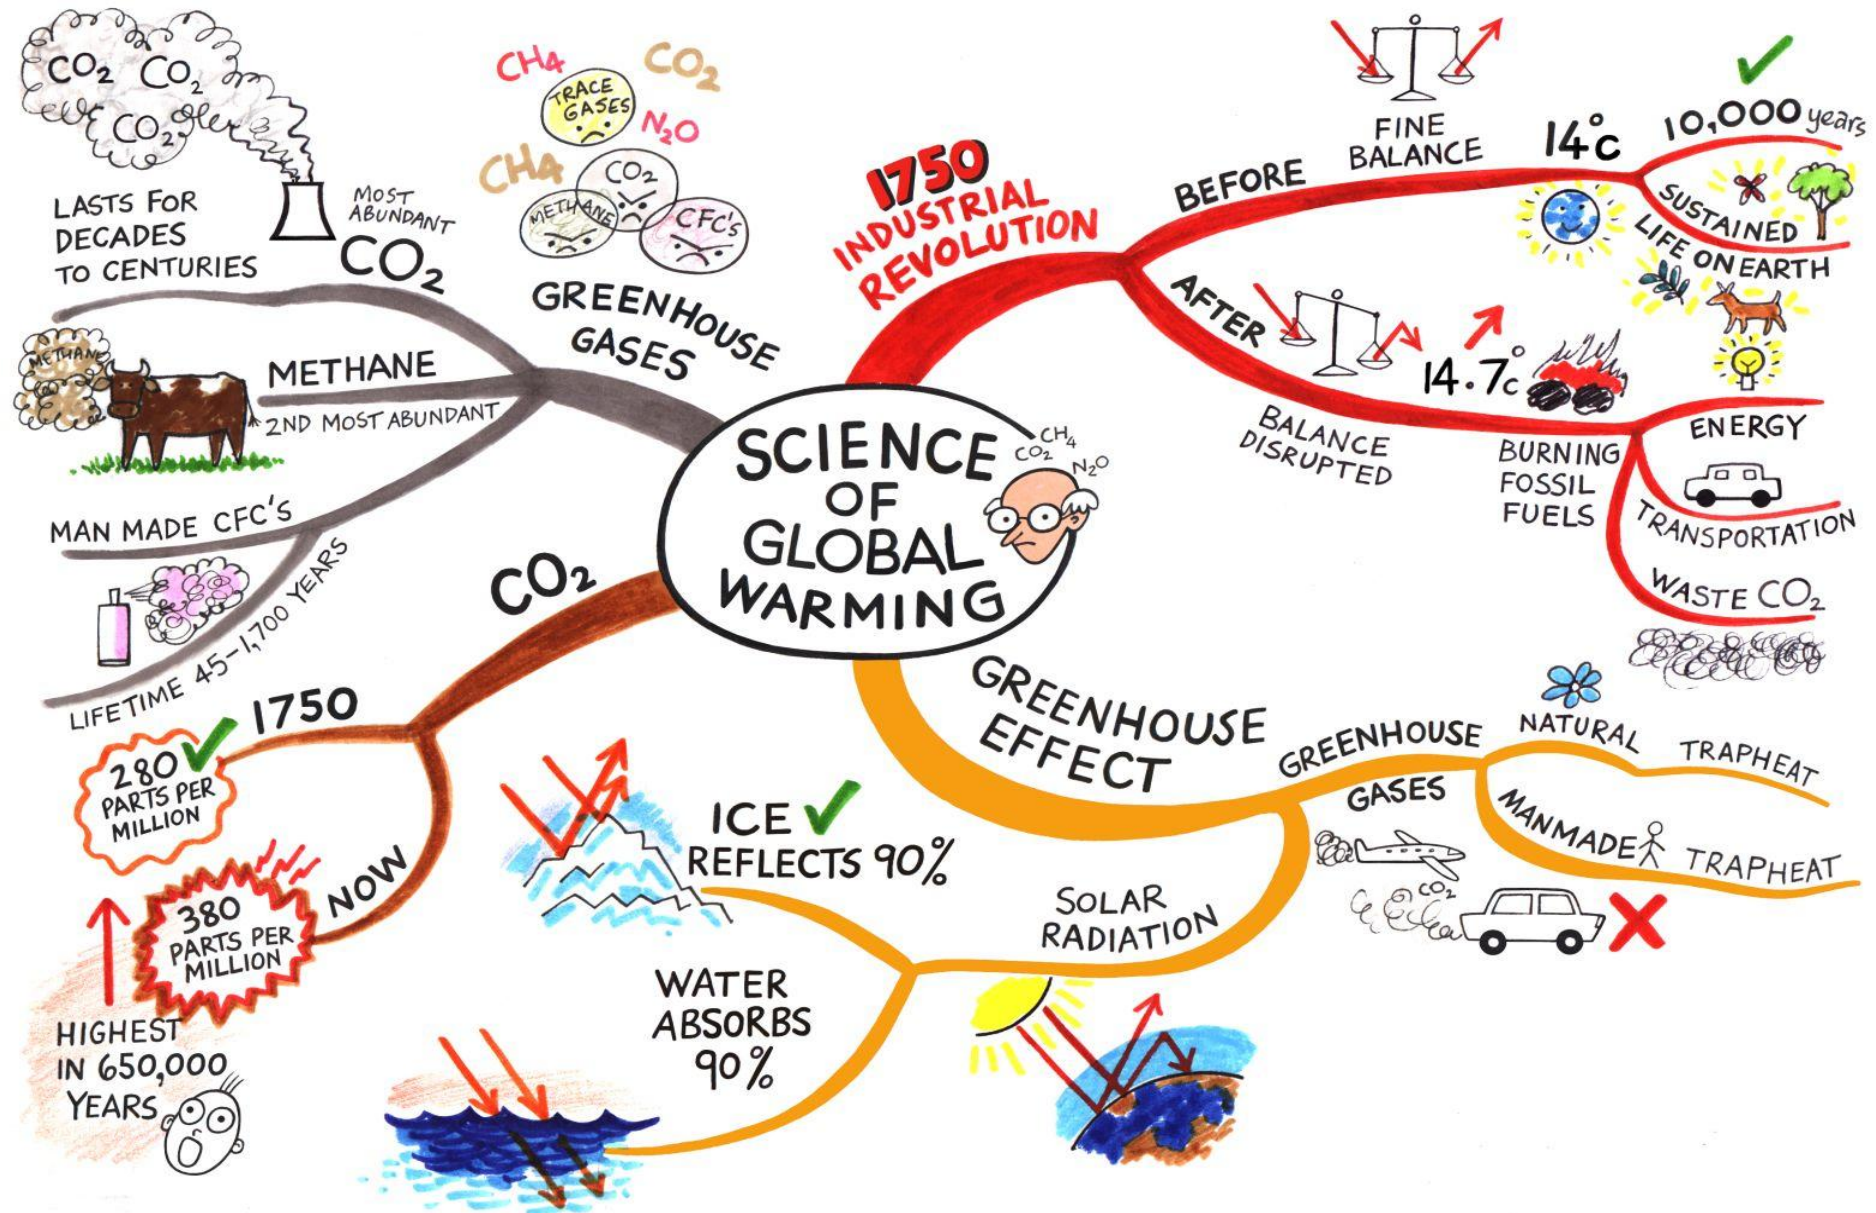 SCIENCE
OF
GLOBAL
WARMING
CH4
CO2
N2O
1750
INDUSTRIAL
REVOLUTION
BEFORE
FINE
BALANCE
14°C
10,000 years
SUSTAINED
LIFE ON EARTH
AFTER
BALANCE
DISRUPTED
14.7°C
BURNING
FOSSIL
FUELS
ENERGY
TRANSPORTATION
WASTE CO2
GREENHOUSE
EFFECT
GREENHOUSE
GASES
NATURAL
TRAPHEAT
MANMADE
TRAPHEAT
CO2
SOLAR
RADIATION
ICE
REFLECTS 90%
WATER
ABSORBS
90%
CO2
1750
280
PARTS PER
MILLION
NOW
380
PARTS PER
MILLION
HIGHEST
IN 650,000
YEARS
GREENHOUSE
GASES
CH4
CO2
TRACE
GASES
N2O
CH4
CO2
METHANE
CFC's
CO2
MOST
ABUNDANT
LASTS FOR
DECADES
TO CENTURIES
CO2 CO2
CO2
METHANE
2ND MOST ABUNDANT
METHANE
MAN MADE CFC'S
LIFETIME 45-1,700 YEARS